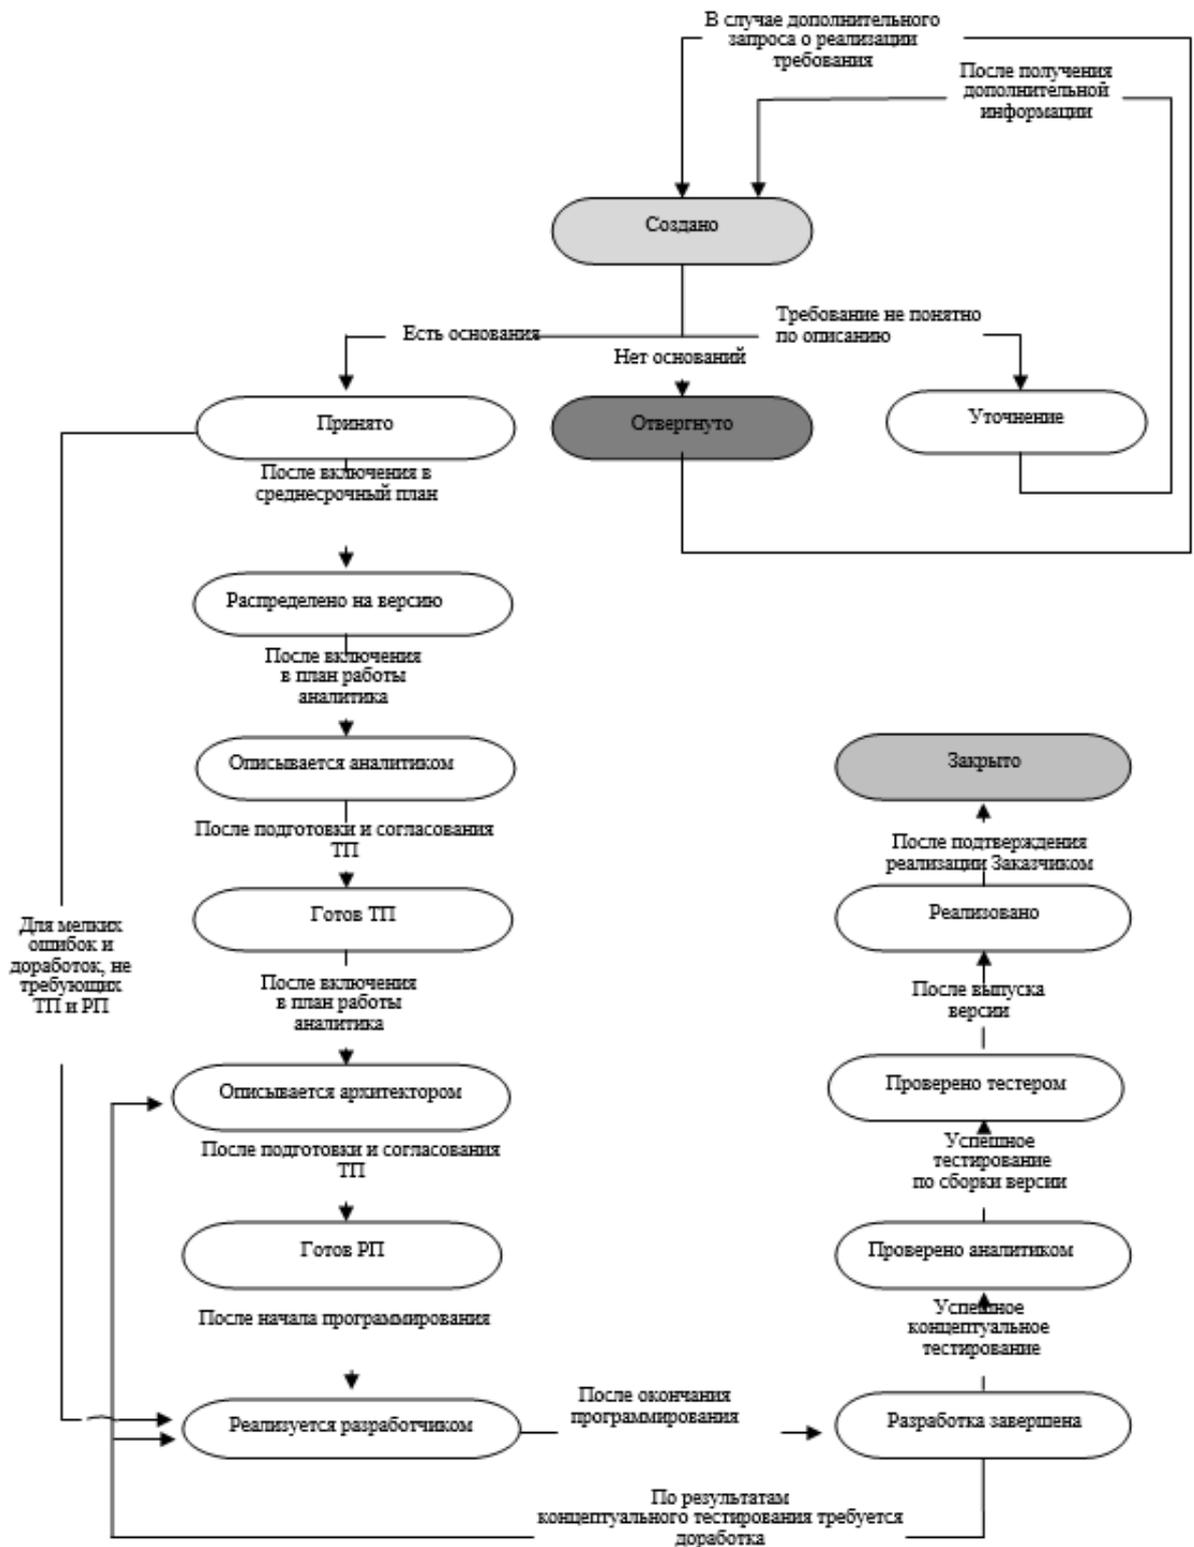 В случае дополнительного
запроса о реализации
требования
После получения
дополнительной
информации
Создано
Есть основания
Требование не понятно
по описанию
Нет оснований
Принято
Отвергнуто
Уточнение
После включения в
среднесрочный план
Распределено на версию
После включения
в план работы
аналитика
Описывается аналитиком
После подготовки и согласования
ТП
Готов ТП
После включения
в план работы
аналитика
Для мелких
ошибок и
доработок, не
требующих
ТП и РП
Описывается архитектором
После подготовки и согласования
ТП
Готов РП
После начала программирования
Реализуется разработчиком
После окончания
программирования
Закрыто
После подтверждения
реализации Заказчиком
Реализовано
После выпуска
версии
Проверено тестером
Успешное
тестирование
по сборки версии
Проверено аналитиком
Успешное
концептуальное
тестирование
Разработка завершена
По результатам
концептуального тестирования требуется
доработка